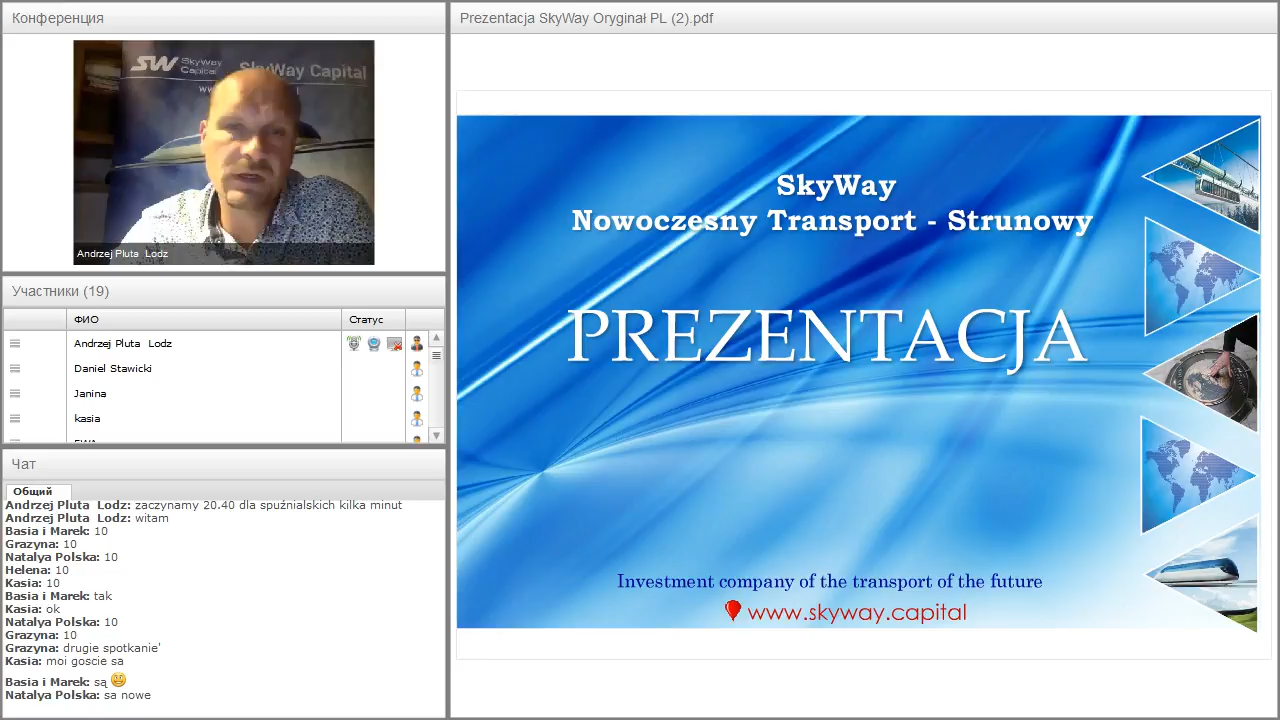 Конференция
SW SkyWay Capital
SkyWay Capital
Andrzej Pluta Lodz
Участники (19)
ФИО Статус
Andrzej Pluta Lodz
Daniel Stawicki
Janina
kasia
Чат
Общий
Andrzej Pluta Lodz: zaczynamy 20.40 dla spuźnialskich kilka minut
Andrzej Pluta Lodz: witam
Basia i Marek: 10
Grazyna: 10
Natalya Polska: 10
Helena: 10
Kasia: 10
Basia i Marek: tak
Kasia: ok
Natalya Polska: 10
Grazyna: 10
Grazyna: drugie spotkanie'
Kasia: moi goscie sa
Basia i Marek: są
Natalya Polska: sa nowe
Prezentacja SkyWay Oryginał PL (2).pdf
SkyWay
Nowoczesny Transport - Strunowy
PREZENTACJA
Investment company of the transport of the future
www.skyway.capital